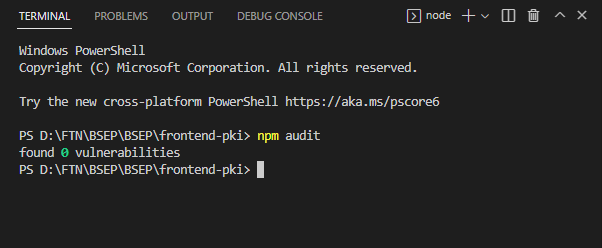 TERMINAL PROBLEMS OUTPUT DEBUG CONSOLE node
Windows PowerShell
Copyright (C) Microsoft Corporation. All rights reserved.
Try the new cross-platform PowerShell https://aka.ms/pscore6
PS D:\FTN\BSEP\BSEP\frontend-pki> npm audit
found 0 vulnerabilities
PS D:\FTN\BSEP\BSEP\frontend-pki>